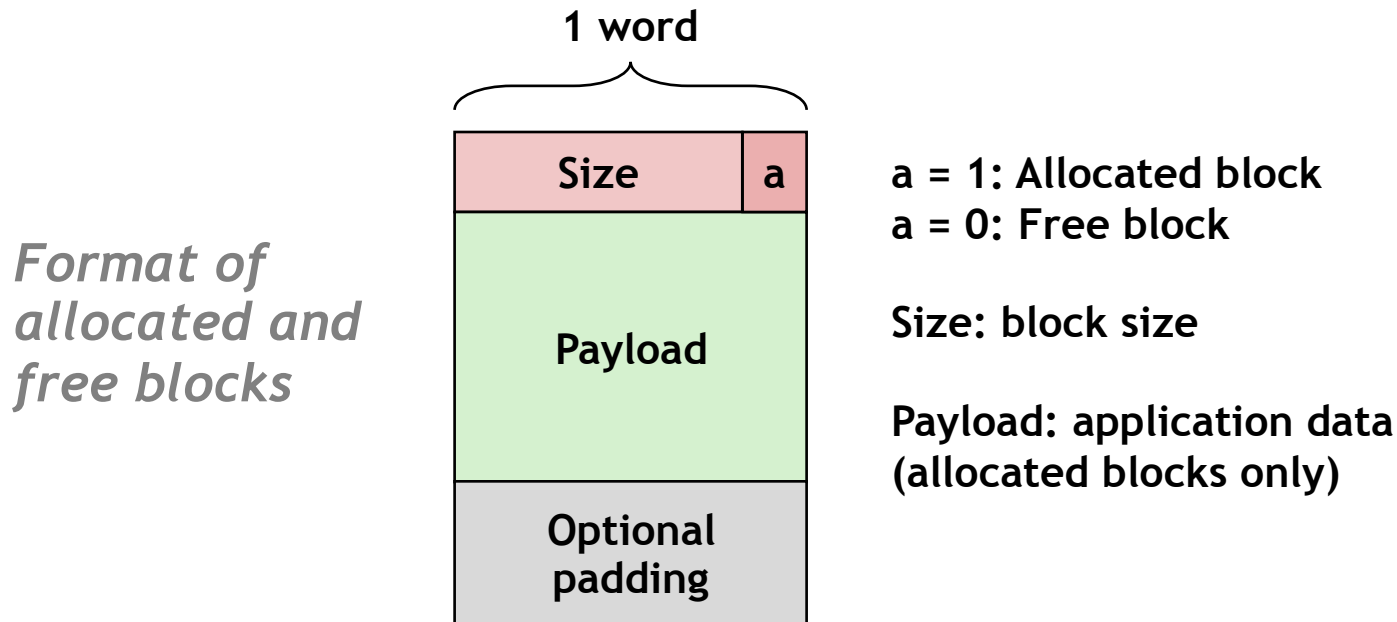 1 word
Size a
Payload
Optional
padding
Format of
allocated and
free blocks
a = 1: Allocated block
a = 0: Free block
Size: block size
Payload: application data
(allocated blocks only)